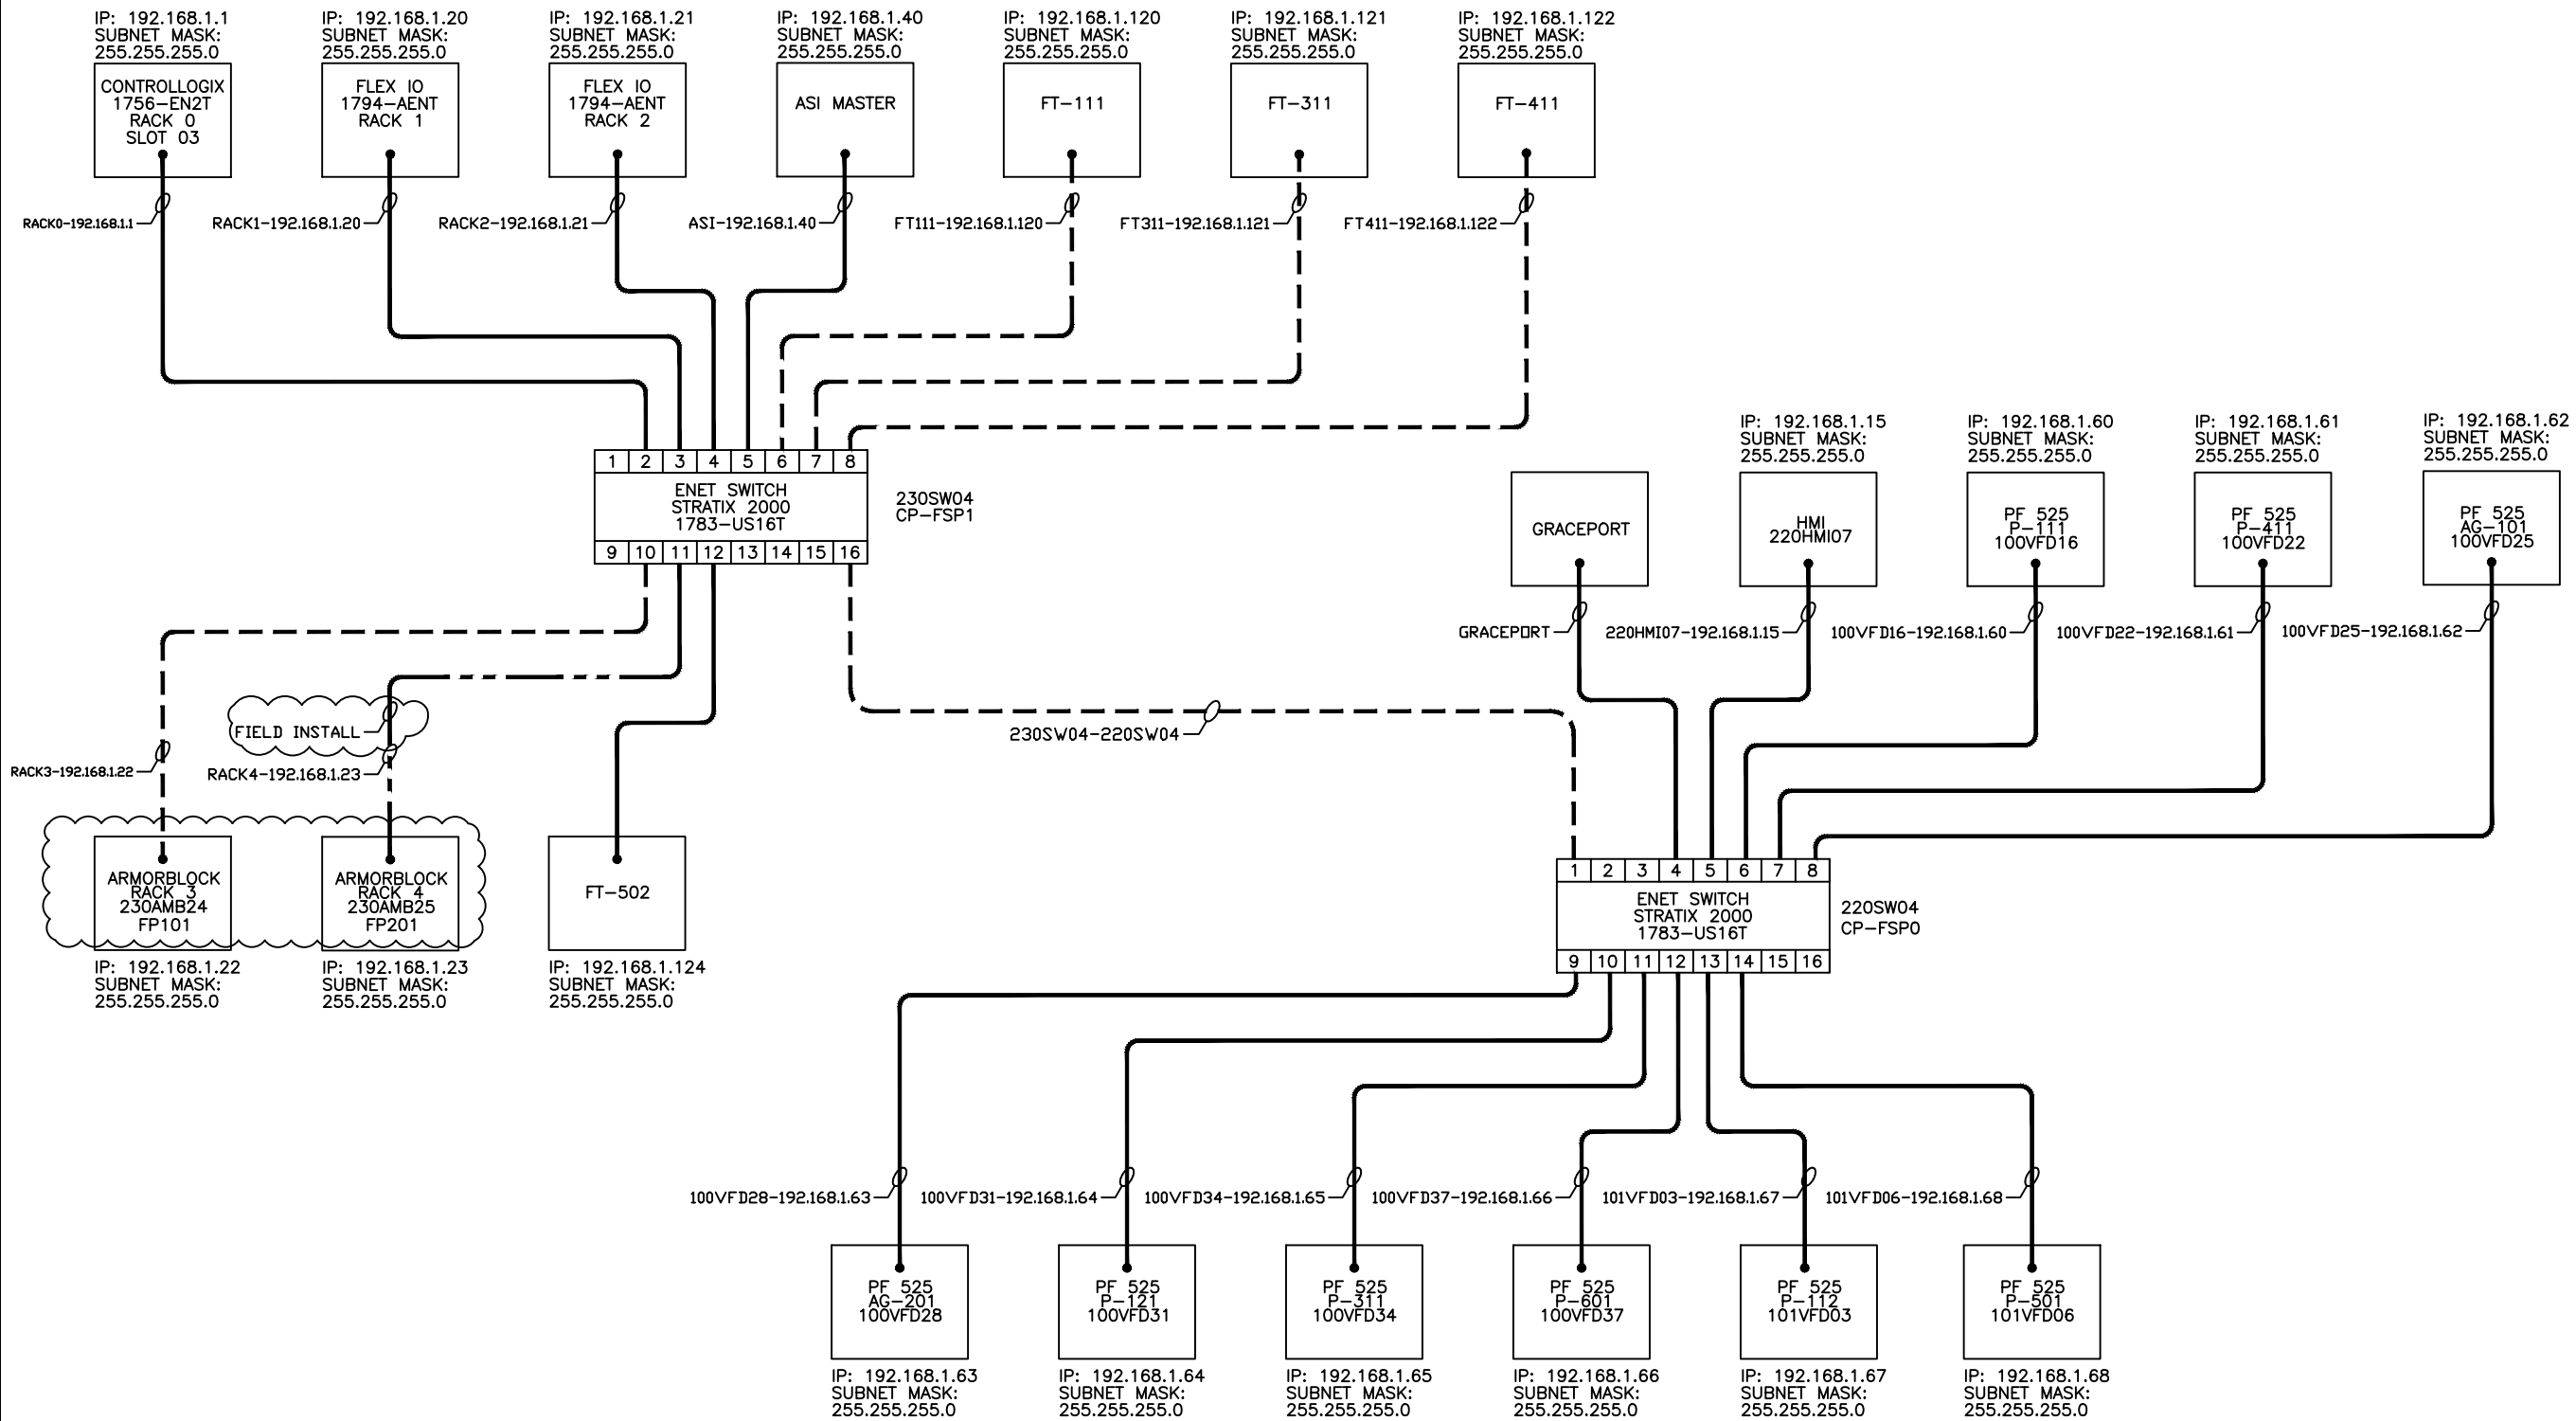 IP: 192.168.1.1
SUBNET MASK:
255.255.255.0
CONTROLLOGIX
1756-EN2T
RACK 0
SLOT 03
RACK0-192.168.1.1
IP: 192.168.1.20
SUBNET MASK:
255.255.255.0
FLEX IO
1794-AENT
RACK 1
RACK1-192.168.1.20
IP: 192.168.1.21
SUBNET MASK:
255.255.255.0
FLEX IO
1794-AENT
RACK 2
RACK2-192.168.1.21
IP: 192.168.1.40
SUBNET MASK:
255.255.255.0
ASI MASTER
ASI-192.168.1.40
IP: 192.168.1.120
SUBNET MASK:
255.255.255.0
FT-111
FT111-192.168.1.120
IP: 192.168.1.121
SUBNET MASK:
255.255.255.0
FT-311
FT311-192.168.1.121
IP: 192.168.1.122
SUBNET MASK:
255.255.255.0
FT-411
FT411-192.168.1.122
1 2 3 4 5 6 7 8
ENET SWITCH
STRATIX 2000
1783-US16T
9 10 11 12 13 14 15 16
230SW04
CP-FSP1
GRACEPORT
GRACEPORT
IP: 192.168.1.15
SUBNET MASK:
255.255.255.0
HMI
220HMI07
220HMI07-192.168.1.15
IP: 192.168.1.60
SUBNET MASK:
255.255.255.0
PF 525
P-111
100VFD16
100VFD16-192.168.1.60
IP: 192.168.1.61
SUBNET MASK:
255.255.255.0
PF 525
P-411
100VFD22
100VFD22-192.168.1.61
IP: 192.168.1.62
SUBNET MASK:
255.255.255.0
PF 525
AG-101
100VFD25
100VFD25-192.168.1.62
FIELD INSTALL
230SW04-220SW04
RACK3-192.168.1.22
RACK4-192.168.1.23
ARMORBLOCK
RACK 3
230AMB24
FP101
IP: 192.168.1.22
SUBNET MASK:
255.255.255.0
ARMORBLOCK
RACK 4
230AMB25
FP201
IP: 192.168.1.23
SUBNET MASK:
255.255.255.0
FT-502
IP: 192.168.1.124
SUBNET MASK:
255.255.255.0
1 2 3 4 5 6 7 8
ENET SWITCH
STRATIX 2000
1783-US16T
9 10 11 12 13 14 15 16
220SW04
CP-FSP0
100VFD28-192.168.1.63
PF 525
AG-201
100VFD28
IP: 192.168.1.63
SUBNET MASK:
255.255.255.0
100VFD31-192.168.1.64
PF 525
P-121
100VFD31
IP: 192.168.1.64
SUBNET MASK:
255.255.255.0
100VFD34-192.168.1.65
PF 525
P-311
100VFD34
IP: 192.168.1.65
SUBNET MASK:
255.255.255.0
100VFD37-192.168.1.66
PF 525
P-601
100VFD37
IP: 192.168.1.66
SUBNET MASK:
255.255.255.0
101VFD03-192.168.1.67
PF 525
P-112
101VFD03
IP: 192.168.1.67
SUBNET MASK:
255.255.255.0
101VFD06-192.168.1.68
PF 525
P-501
101VFD06
IP: 192.168.1.68
SUBNET MASK:
255.255.255.0